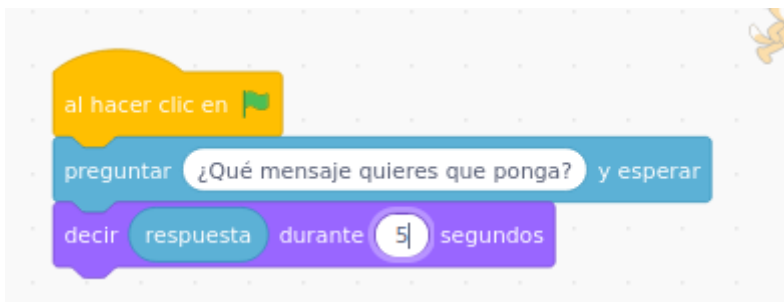 al hacer clic en
preguntar ¿Qué mensaje quieres que ponga? y esperar
decir respuesta durante 5 segundos